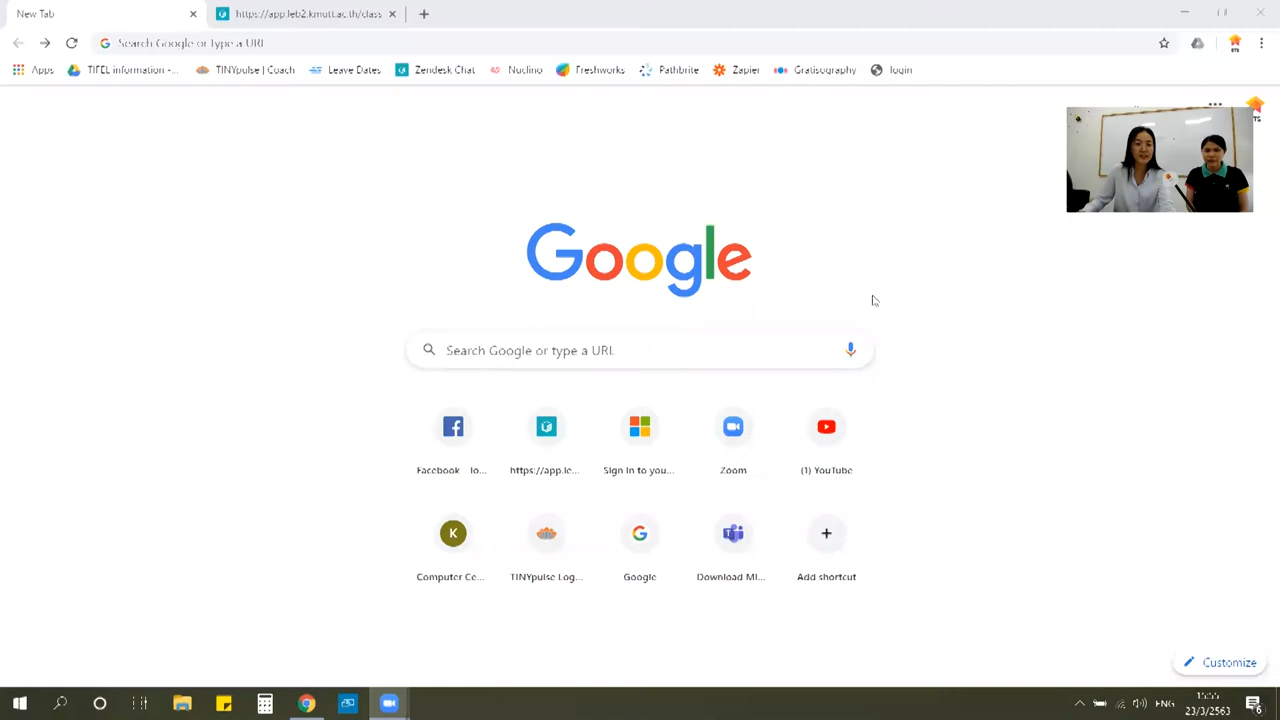 New Tab
https://app.leb2.kmutt.ac.th/class
Search Google or type a URL
Apps TIFEL information -... TINYpulse | Coach Leave Dates Zendesk Chat Nuclino Freshworks Pathbrite Zapier Gratisography login
Google
Search Google or type a URL
Facebook – lo... https://app.le... Sign in to you... Zoom (1) YouTube
K
Computer Ce... TINYpulse Log... Google Download Mi... Add shortcut
Customize
ENG
15:55
23/3/2563
6